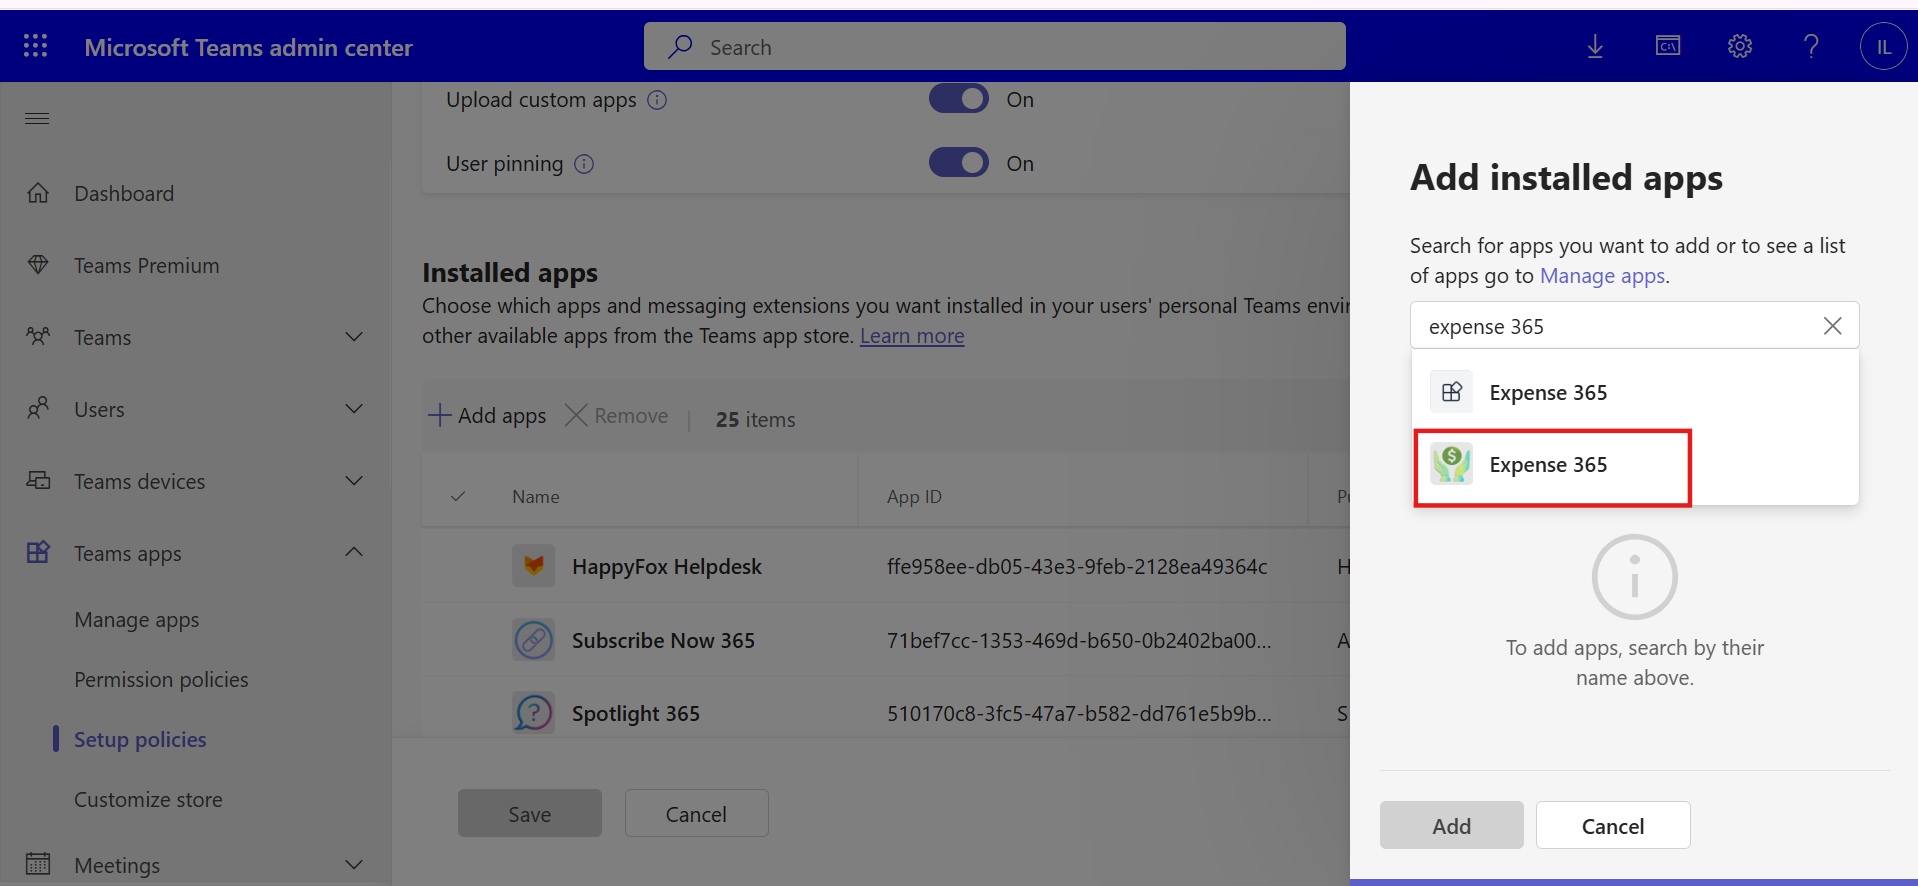 Microsoft Teams admin center
Search
IL
Dashboard
Teams Premium
Teams
Users
Teams devices
Teams apps
Manage apps
Permission policies
Setup policies
Customize store
Meetings
Upload custom apps
On
User pinning
On
Installed apps
Choose which apps and messaging extensions you want installed in your users' personal Teams
other available apps from the Teams app store. Learn more
Add apps
Remove
25 items
Name
App ID
HappyFox Helpdesk
ffe958ee-db05-43e3-9feb-2128ea49364c
H
Subscribe Now 365
71bef7cc-1353-469d-b650-0b2402ba00...
A
Spotlight 365
510170c8-3fc5-47a7-b582-dd761e5b9b...
S
Save
Cancel
Add installed apps
Search for apps you want to add or to see a list
of apps go to Manage apps.
expense 365
Expense 365
Expense 365
To add apps, search by their
name above.
Add
Cancel